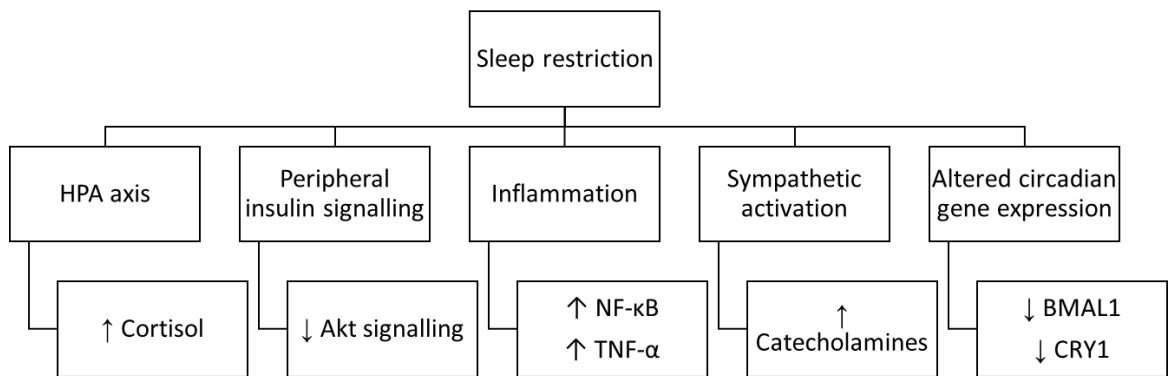 Sleep restriction
HPA axis
Peripheral
insulin signalling
Inflammation
Sympathetic
activation
Altered circadian
gene expression
↑ Cortisol
↓ Akt signalling
↑ NF-κB
↑ TNF-α
↑
Catecholamines
↓ BMAL1
↓ CRY1